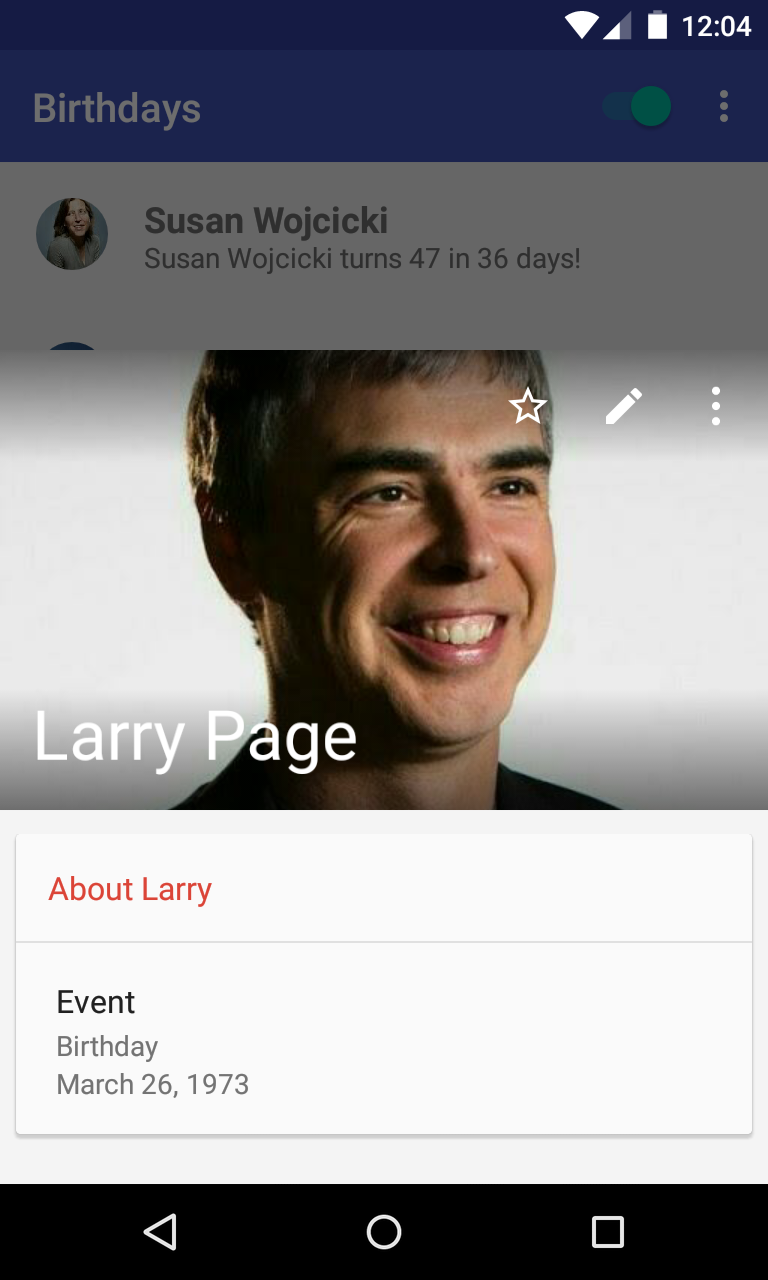 12:04
Birthdays
Susan Wojcicki
Susan Wojcicki turns 47 in 36 days!
Larry Page
About Larry
Event
Birthday
March 26, 1973